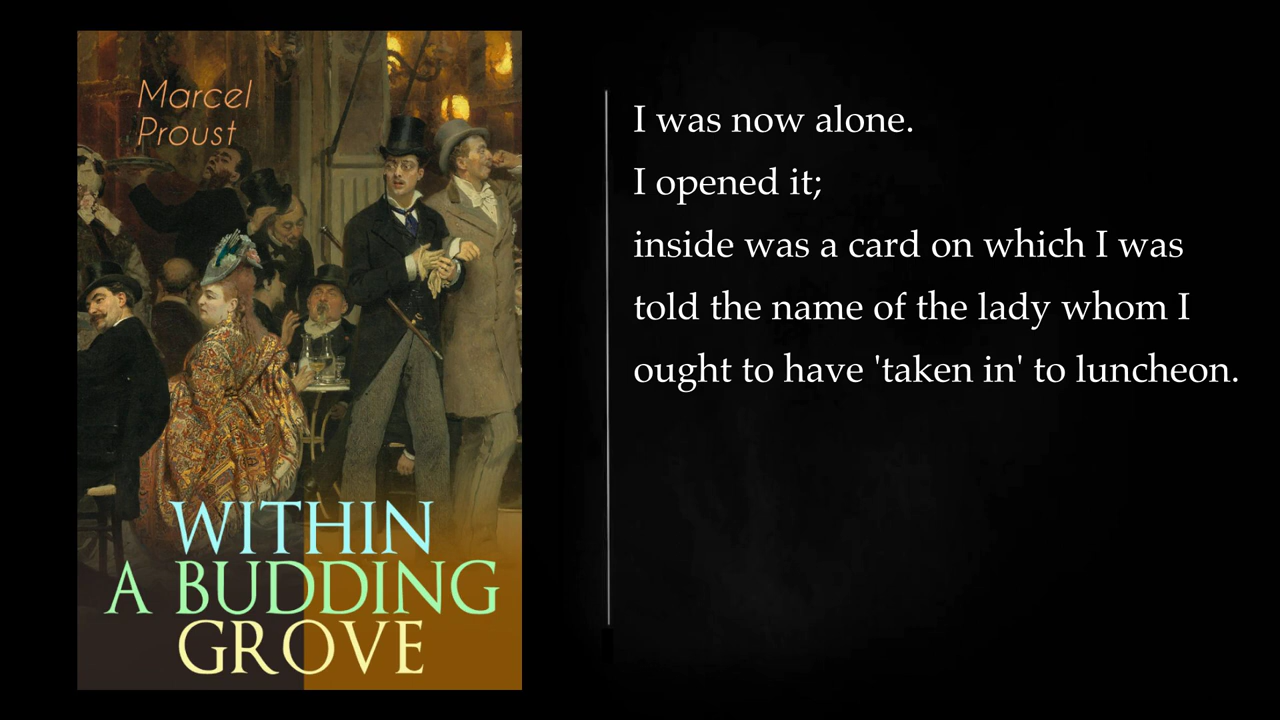 Marcel
Proust
WITHIN
A BUDDING
GROVE
I was now alone.
I opened it;
inside was a card on which I was
told the name of the lady whom I
ought to have 'taken in' to luncheon.